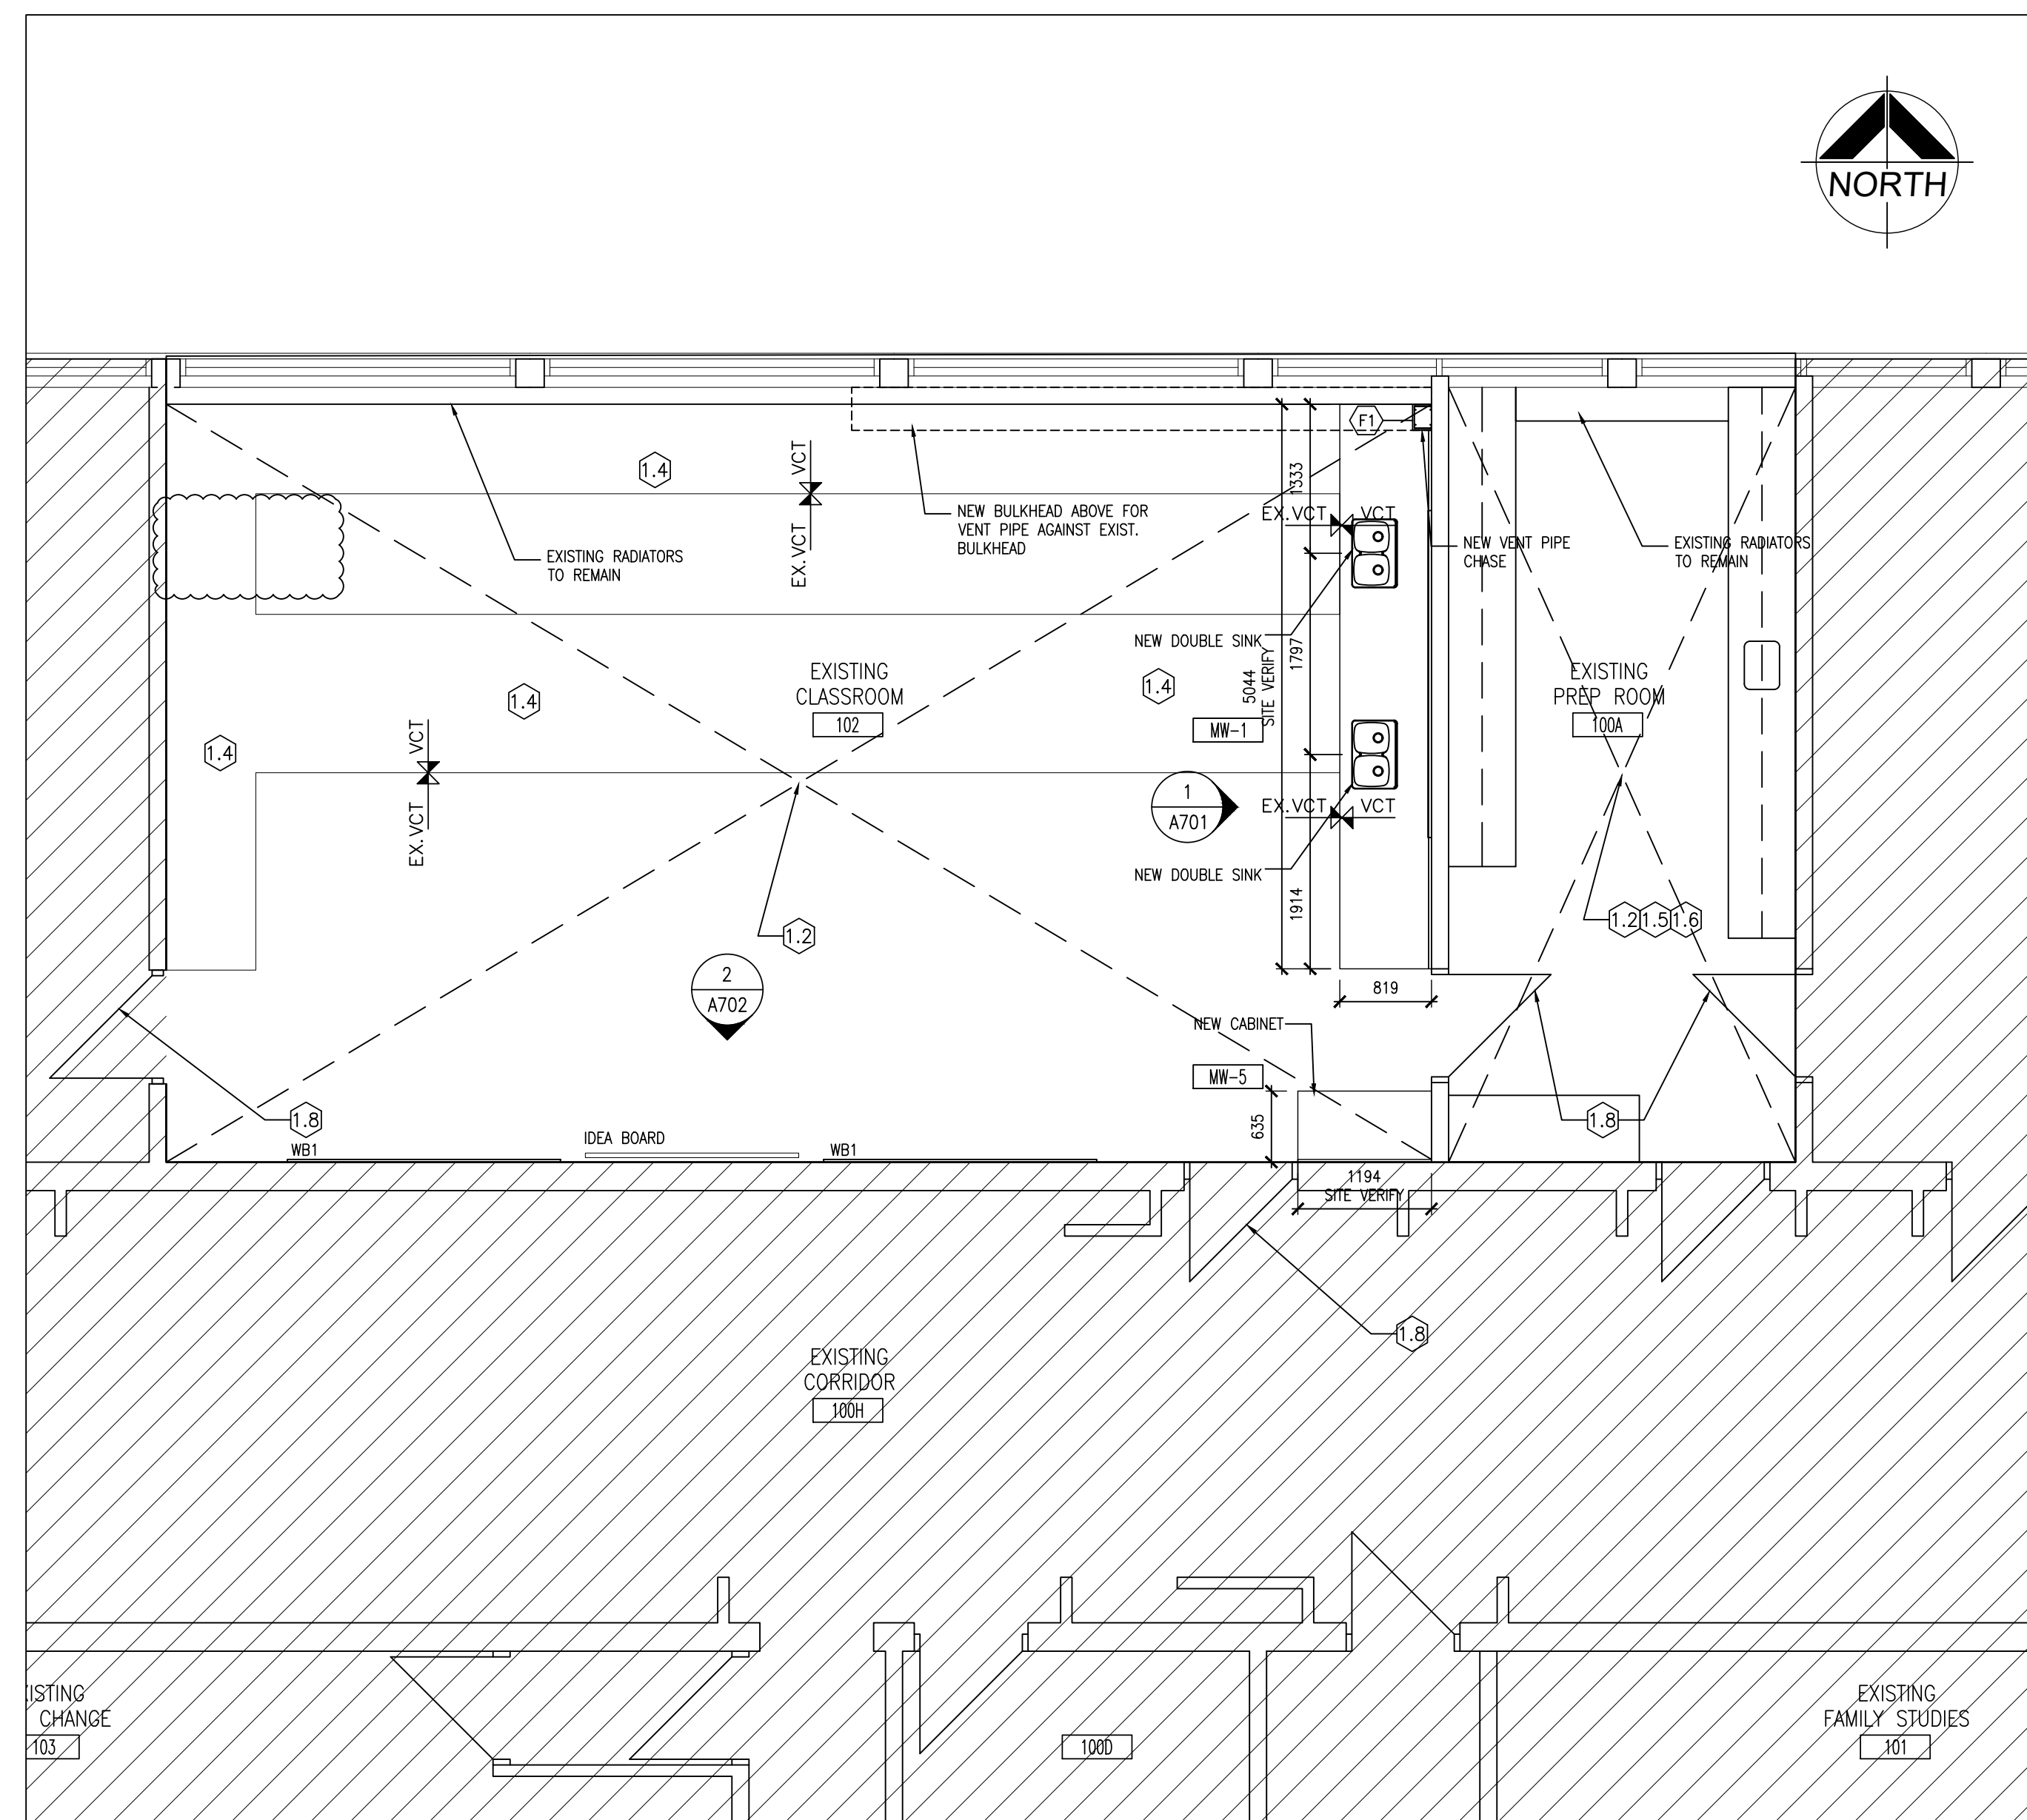 NORTH
F1
1.4
EX.VCT VCT
1333
EX.VCT VCT
NEW BULKHEAD ABOVE FOR
VENT PIPE AGAINST EXIST.
BULKHEAD
EXISTING RADIATORS
TO REMAIN
NEW VENT PIPE
CHASE
EXISTING RADIATORS
TO REMAIN
NEW DOUBLE SINK
1797
5044
SITE VERIFY
EXISTING
CLASSROOM
102
1.4
1.4
1.4
MW-1
EXISTING
PREP ROOM
100A
EX.VCT VCT
1
A701
EX.VCT VCT
NEW DOUBLE SINK
1914
1.2
1.2
1.5
1.6
2
A702
819
NEW CABINET
MW-5
635
1.8
1.8
WB1
IDEA BOARD
WB1
1194
SITE VERIFY
1.8
EXISTING
CORRIDOR
100H
ISTING
CHANGE
103
100D
EXISTING
FAMILY STUDIES
101